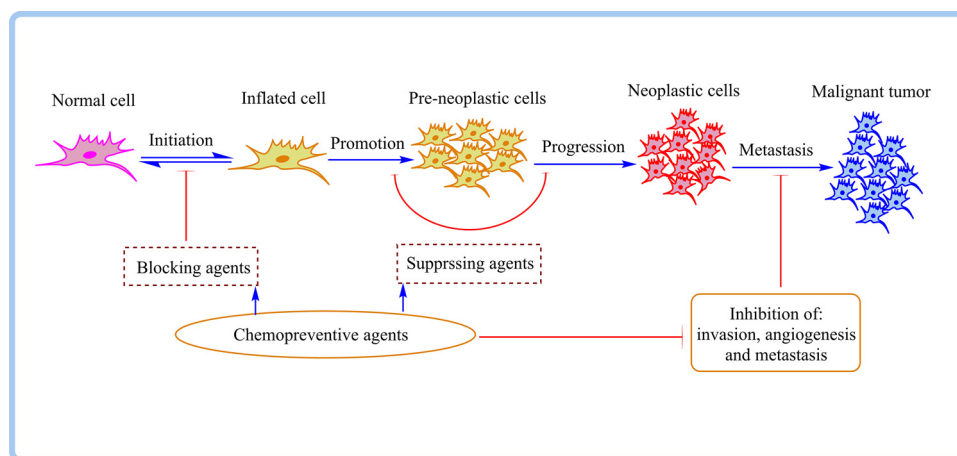 Normal cell
Inflated cell
Pre-neoplastic cells
Neoplastic cells
Malignant tumor
Initiation
Promotion
Progression
Metastasis
Blocking agents
Supprssing agents
Chemopreventive agents
Inhibition of:
invasion, angiogenesis
and metastasis